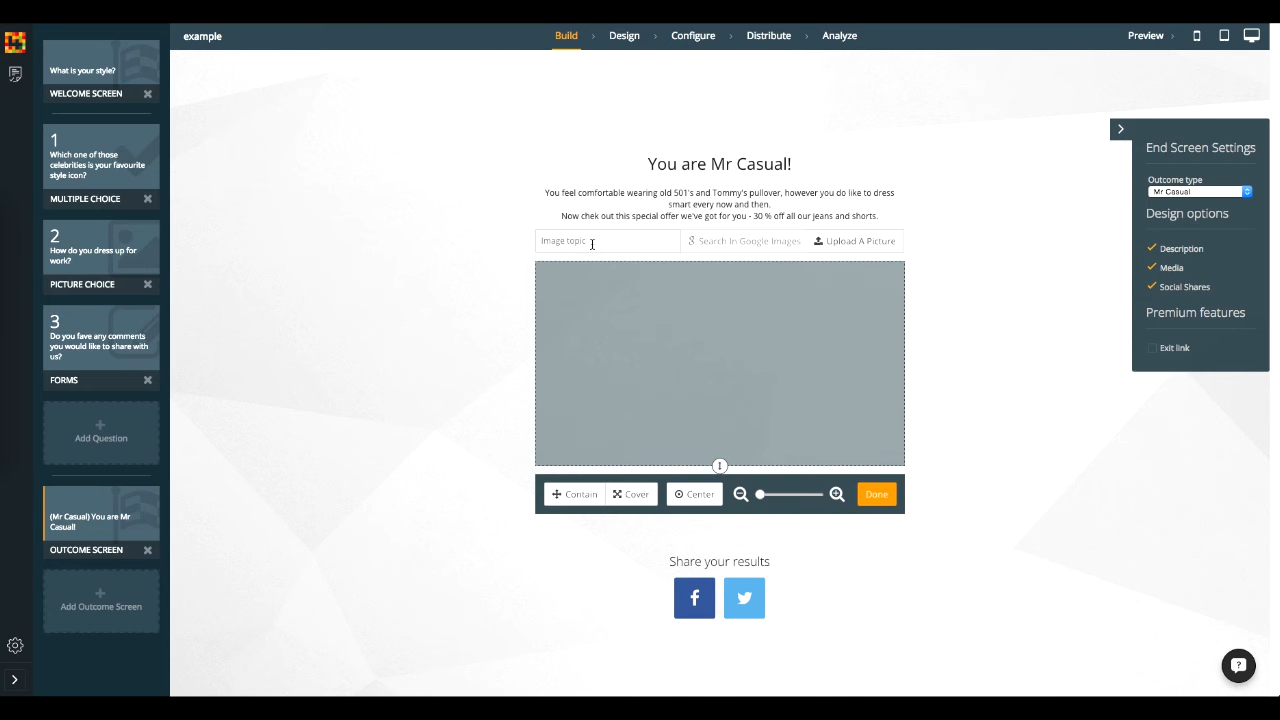 example
Build
Design
Configure
Distribute
Analyze
Preview
What is your style?
WELCOME SCREEN
1
Which one of those
celebrities is your favourite
style icon?
MULTIPLE CHOICE
2
How do you dress up for
work?
PICTURE CHOICE
3
Do you fave any comments
you would like to share with
us?
FORMS
Add Question
(Mr Casual) You are Mr
Casual!
OUTCOME SCREEN
Add Outcome Screen
You are Mr Casual!
You feel comfortable wearing old 501's and Tommy's pullover, however you do like to dress
smart every now and then.
Now chek out this special offer we've got for you - 30 % off all our jeans and shorts.
Image topic
Search In Google Images
Upload A Picture
Contain
Cover
Center
Done
Share your results
End Screen Settings
Outcome type
Mr Casual
Design options
Description
Media
Social Shares
Premium features
Exit link